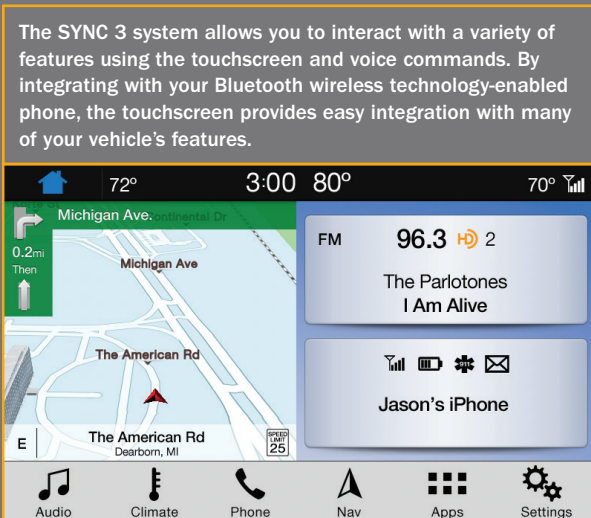 The SYNC 3 system allows you to interact with a variety of
features using the touchscreen and voice commands. By
integrating with your Bluetooth wireless technology-enabled
phone, the touchscreen provides easy integration with many
of your vehicle's features.
72º 3:00 80º 70º
Michigan Ave.
Continental Dr
0.2mi
Then
Michigan Ave
The American Rd
E
The American Rd
Dearborn, MI
SPEED
LIMIT
25
FM 96.3 HD 2
The Parlotones
I Am Alive
Jason's iPhone
Audio Climate Phone Nav Apps Settings